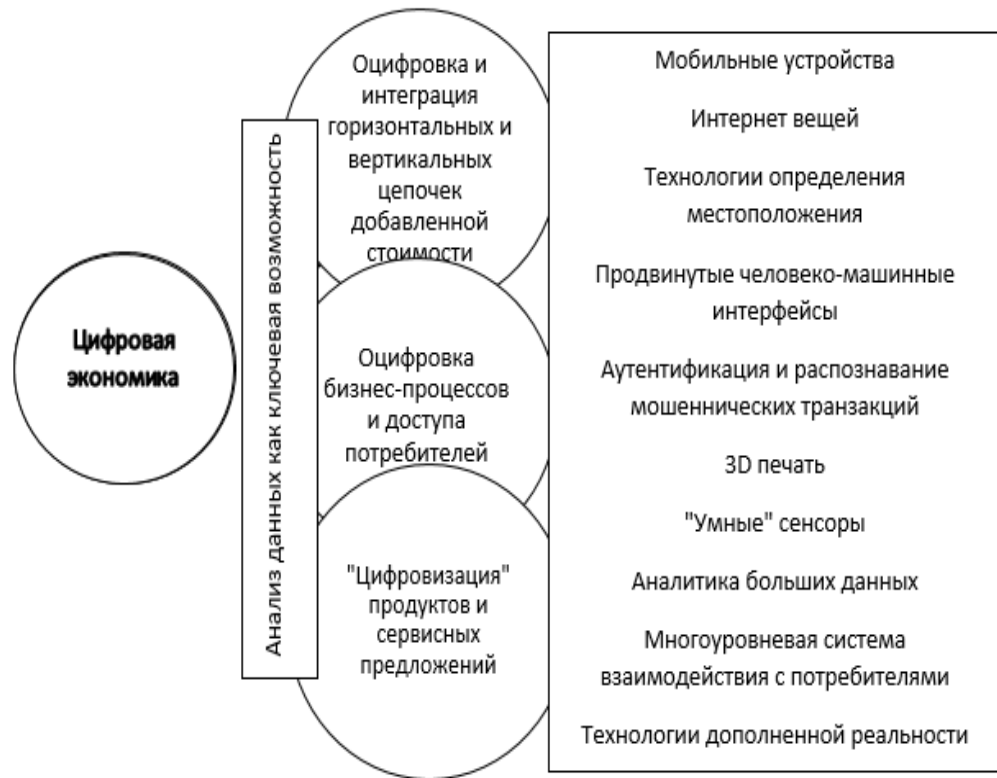 Цифровая
экономика
Анализ данных как ключевая возможность
Оцифровка и
интеграция
горизонтальных и
вертикальных
цепочек
добавленной
стоимости
Оцифровка
бизнес-процессов
и доступа
потребителей
"Цифровизация"
продуктов и
сервисных
предложений
Мобильные устройства
Интернет вещей
Технологии определения
местоположения
Продвинутые человеко-машинные
интерфейсы
Аутентификация и распознавание
мошеннических транзакций
3D печать
"Умные" сенсоры
Аналитика больших данных
Многоуровневая система
взаимодействия с потребителями
Технологии дополненной реальности